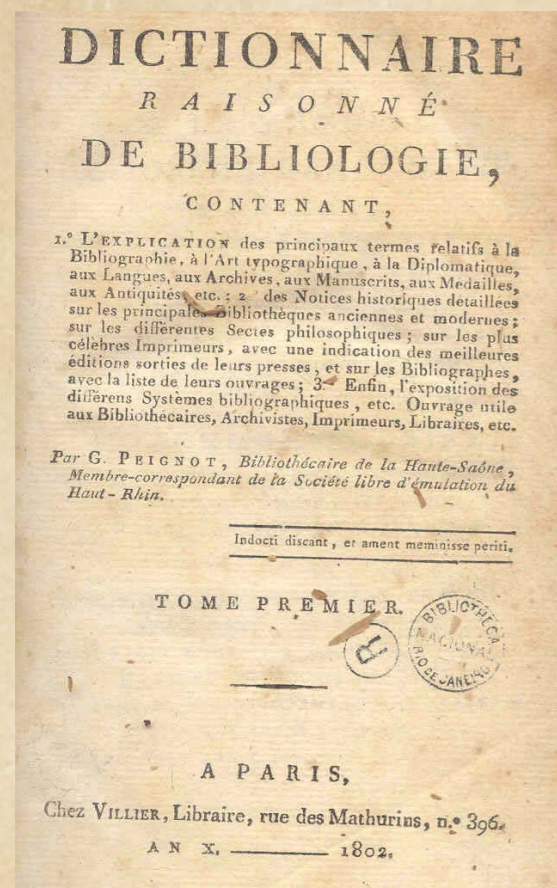 DICTIONNAIRE
RAISONNÉ
DE BIBLIOLOGIE,
CONTENANT,
1.° L'EXPLICATION des principaux termes relatifs à la
Bibliographie, à l'Art typographique, à la Diplomatique,
aux Langues, aux Archives, aux Manuscrits, aux Médailles,
aux Antiquités, etc. : 2 des Notices historiques détaillées
sur les principales Bibliothèques anciennes et modernes ;
sur les différentes Sectes philosophiques ; sur les plus
célèbres Imprimeurs, avec une indication des meilleures
éditions sorties de leurs presses, et sur les Bibliographes,
avec la liste de leurs ouvrages ; 3 Enfin, l'exposition des
différens Systèmes bibliographiques, etc. Ouvrage utile
aux Bibliothécaires, Archivistes, Imprimeurs, Libraires, etc.
Par G. PEIGNOT, Bibliothécaire de la Haute-Saône,
Membre-correspondant de la Société libre d'émulation du
Haut-Rhin.
Indocti discant, et ament meminisse periti.
TOME PREMIER.
R
BIBLIOTHECA
NACIONAL
RIO DE JANEIRO
A PARIS,
Chez VILLIER, Libraire, rue des Mathurins, n.° 396.
AN X. — 1802.